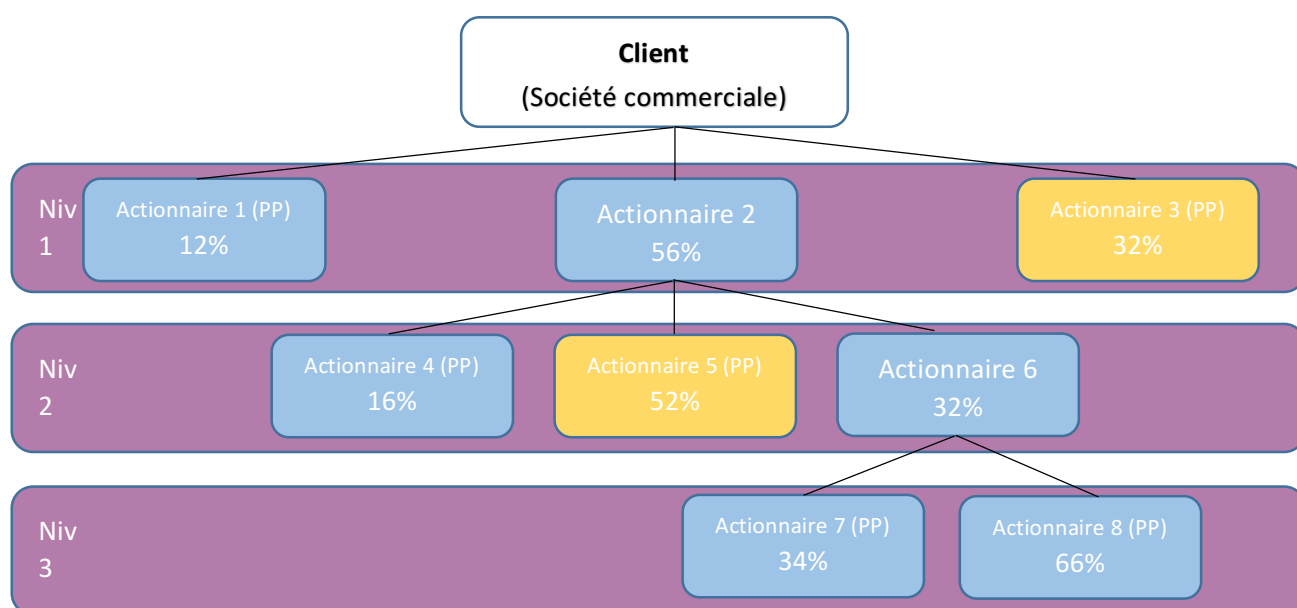 Client
(Société commerciale)
Niv
1
Actionnaire 1 (PP)
12%
Actionnaire 2
56%
Actionnaire 3 (PP)
32%
Niv
2
Actionnaire 4 (PP)
16%
Actionnaire 5 (PP)
52%
Actionnaire 6
32%
Niv
3
Actionnaire 7 (PP)
34%
Actionnaire 8 (PP)
66%